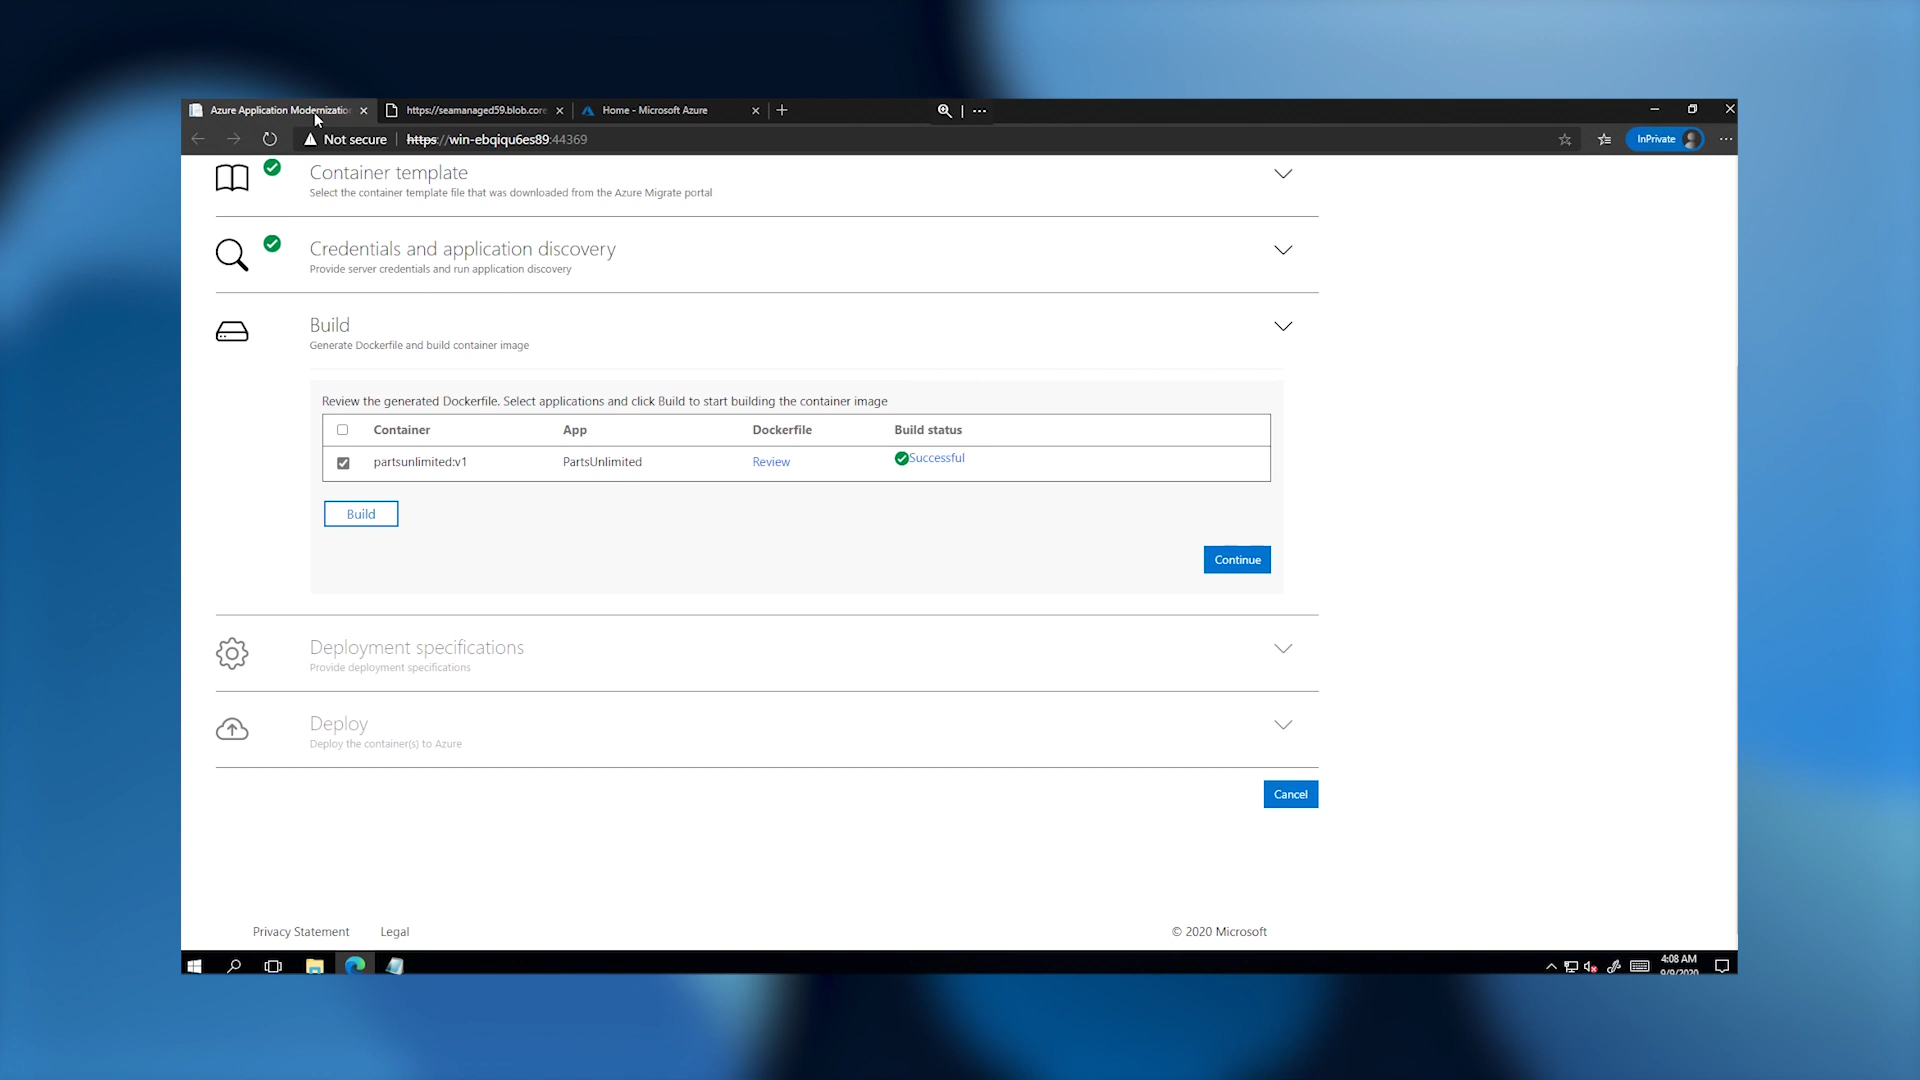 Azure Application Modernization
https://seamanaged59.blob.core
Home - Microsoft Azure
Not secure
https://win-ebqiqu6es89:44369
InPrivate
Container template
Select the container template file that was downloaded from the Azure Migrate portal
Credentials and application discovery
Provide server credentials and run application discovery
Build
Generate Dockerfile and build container image
Review the generated Dockerfile. Select applications and click Build to start building the container image
Container App Dockerfile Build status
partsunlimited:v1 PartsUnlimited Review Successful
Build
Continue
Deployment specifications
Provide deployment specifications
Deploy
Deploy the container(s) to Azure
Cancel
Privacy Statement Legal © 2020 Microsoft
4:08 AM
9/9/2020